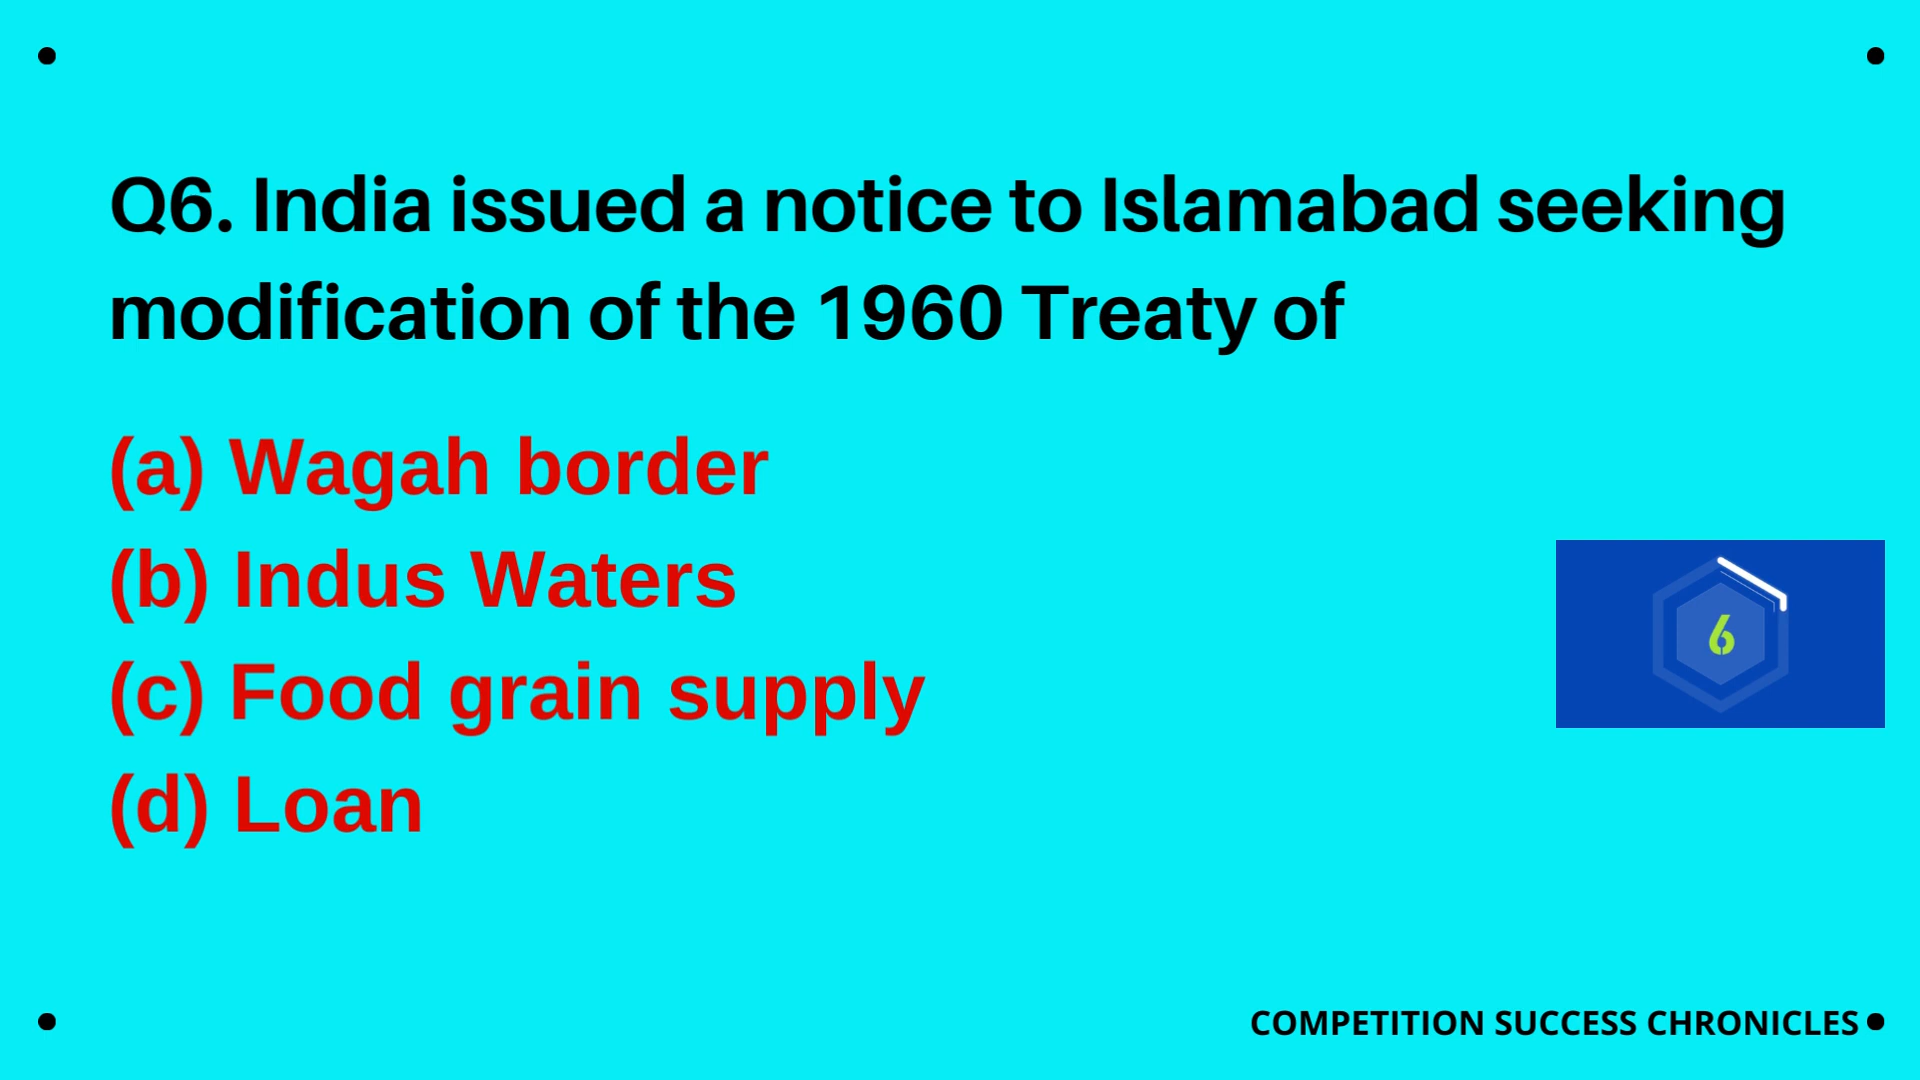 Q6. India issued a notice to Islamabad seeking
modification of the 1960 Treaty of
(a) Wagah border
(b) Indus Waters
(c) Food grain supply
(d) Loan
6
COMPETITION SUCCESS CHRONICLES